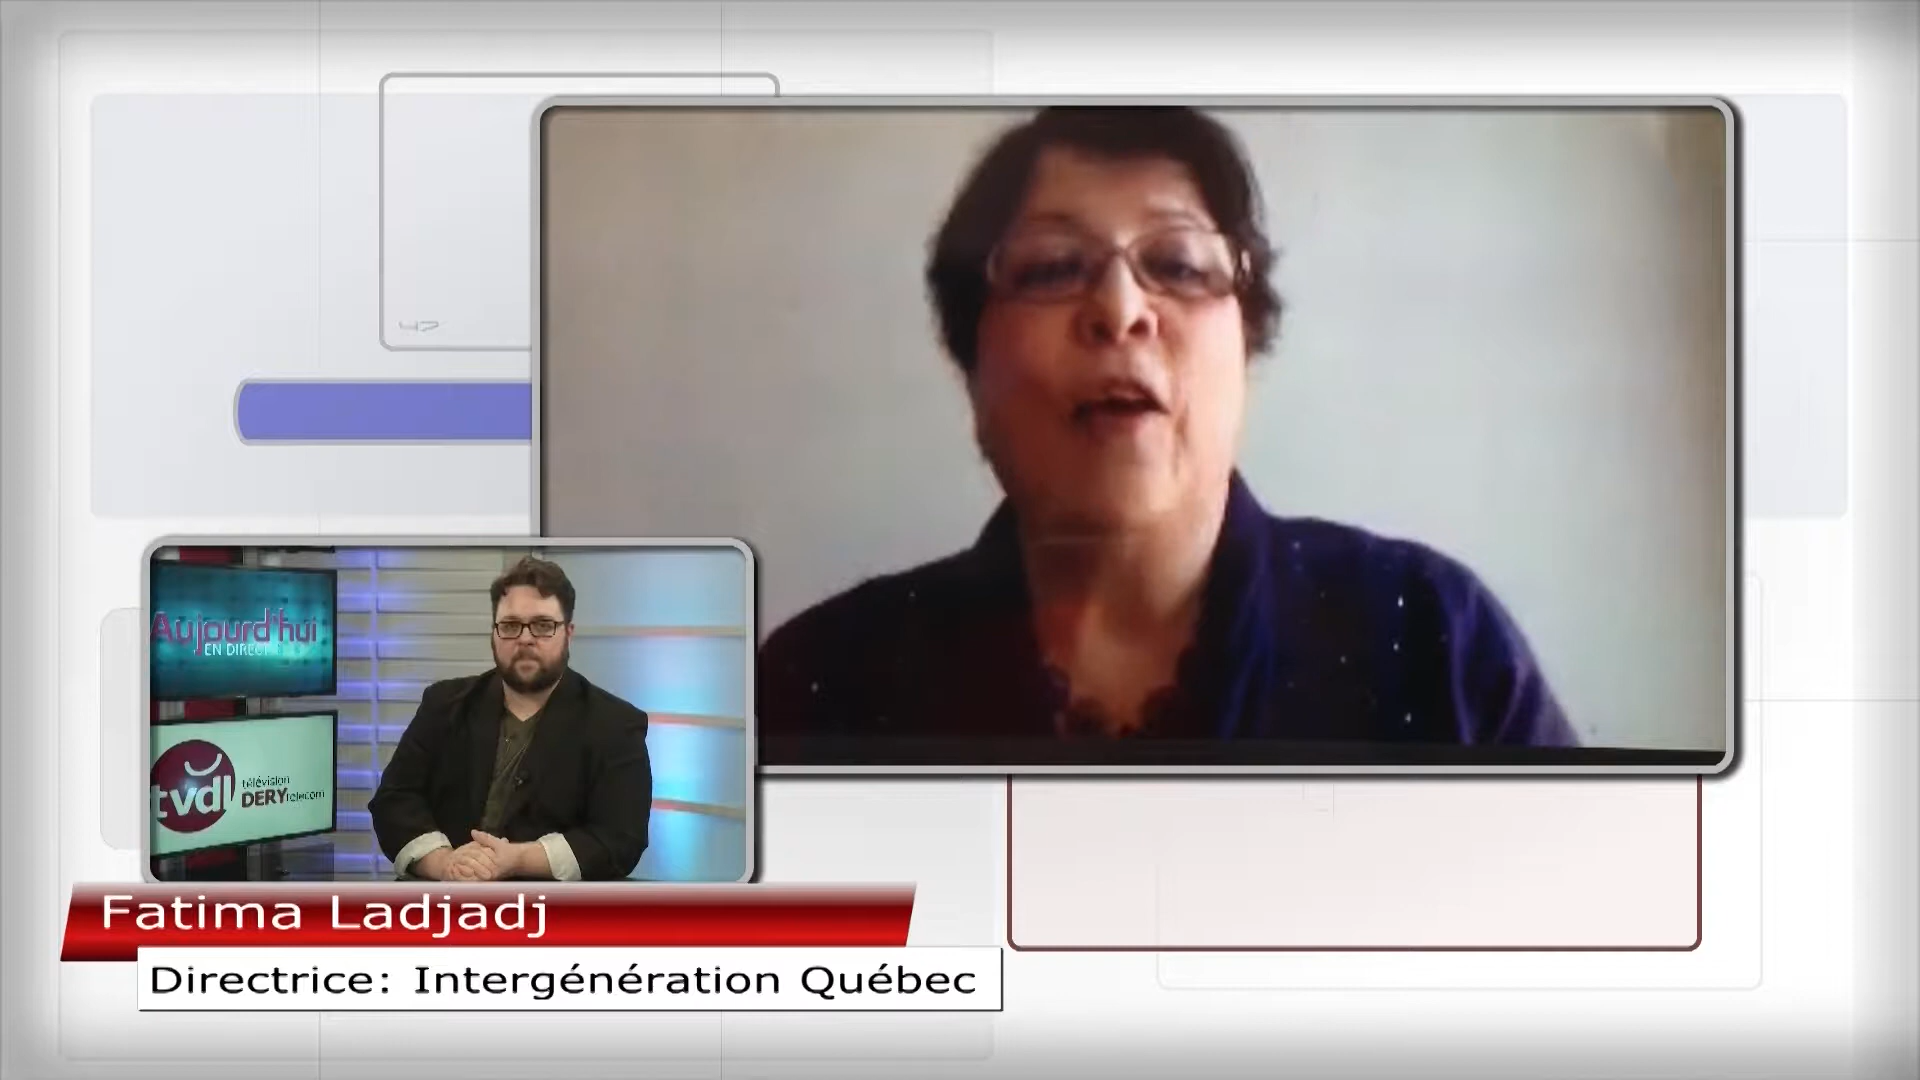 Aujourd'hui
EN DIRECT
tvdl
télévision
DERYtelecom
Fatima Ladjadj
Directrice: Intergénération Québec